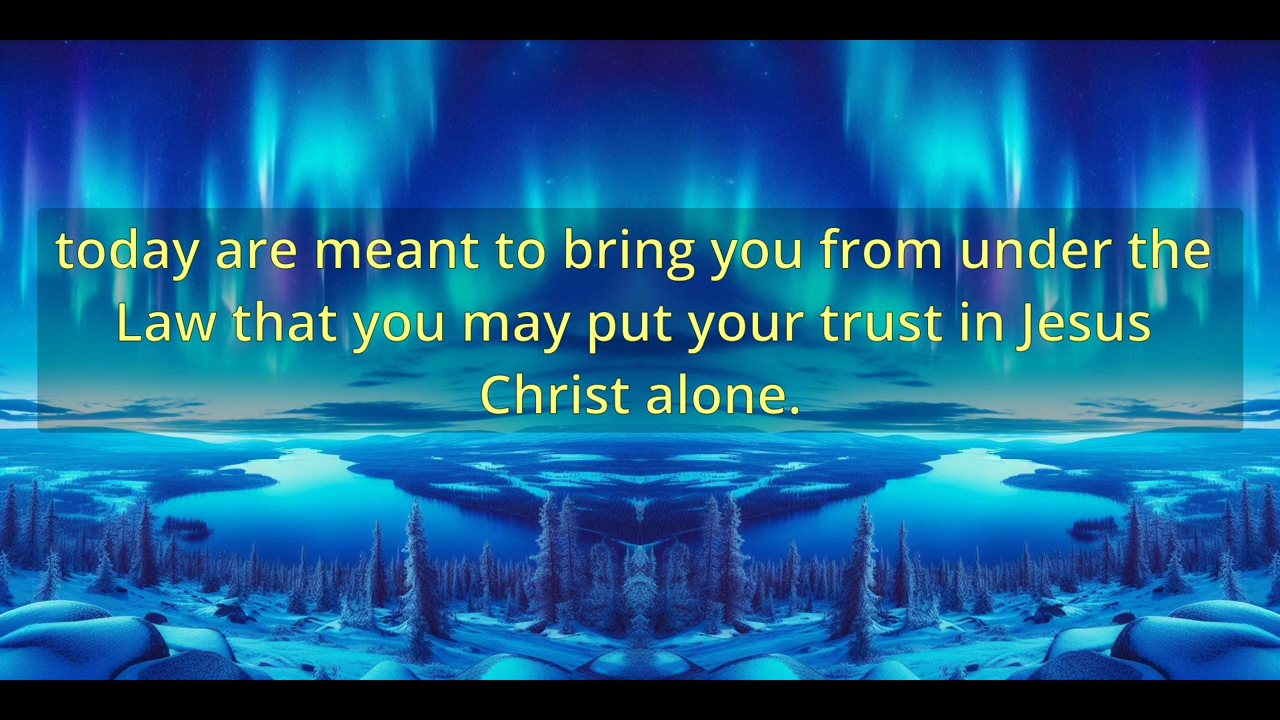 today are meant to bring you from under the
Law that you may put your trust in Jesus
Christ alone.